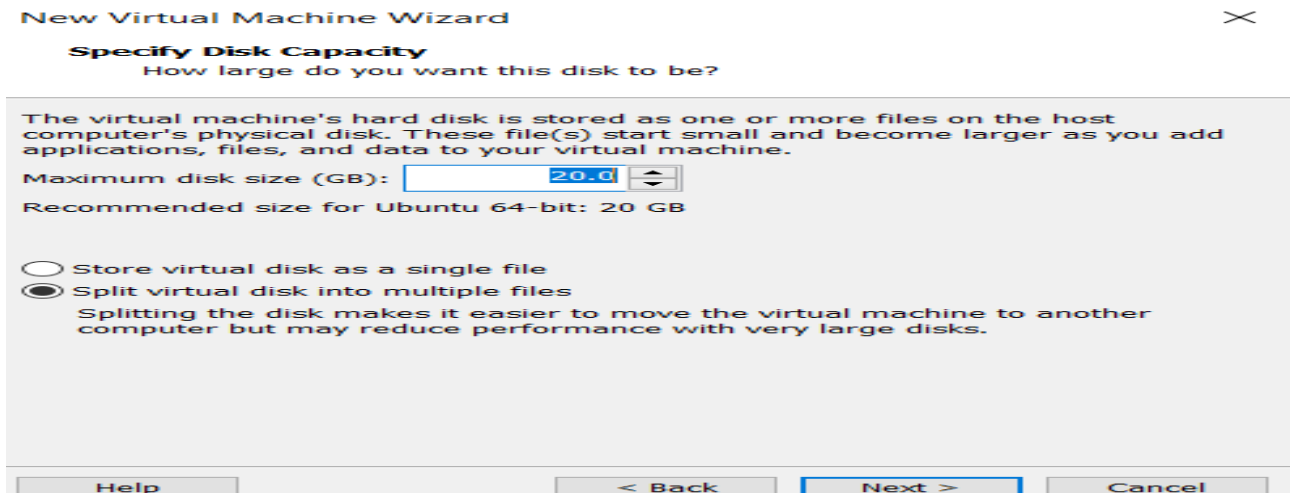 New Virtual Machine Wizard
Specify Disk Capacity
How large do you want this disk to be?
The virtual machine's hard disk is stored as one or more files on the host
computer's physical disk. These file(s) start small and become larger as you add
applications, files, and data to your virtual machine.
Maximum disk size (GB): 20.0
Recommended size for Ubuntu 64-bit: 20 GB
Store virtual disk as a single file
Split virtual disk into multiple files
Splitting the disk makes it easier to move the virtual machine to another
computer but may reduce performance with very large disks.
Help < Back Next > Cancel